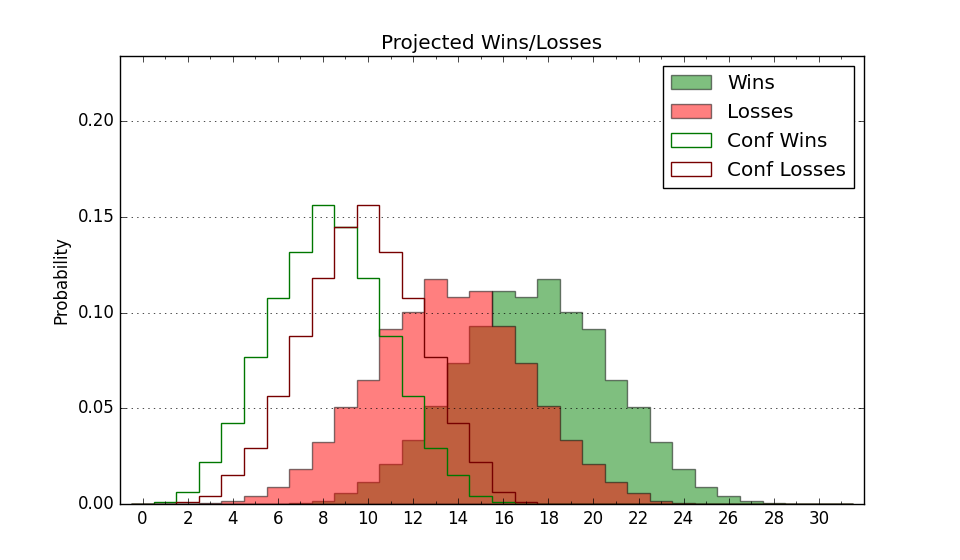 Projected Wins/Losses
Wins
Losses
Conf Wins
Conf Losses
Probability
0.20
0.15
0.10
0.05
0.00
0 2 4 6 8 10 12 14 16 18 20 22 24 26 28 30